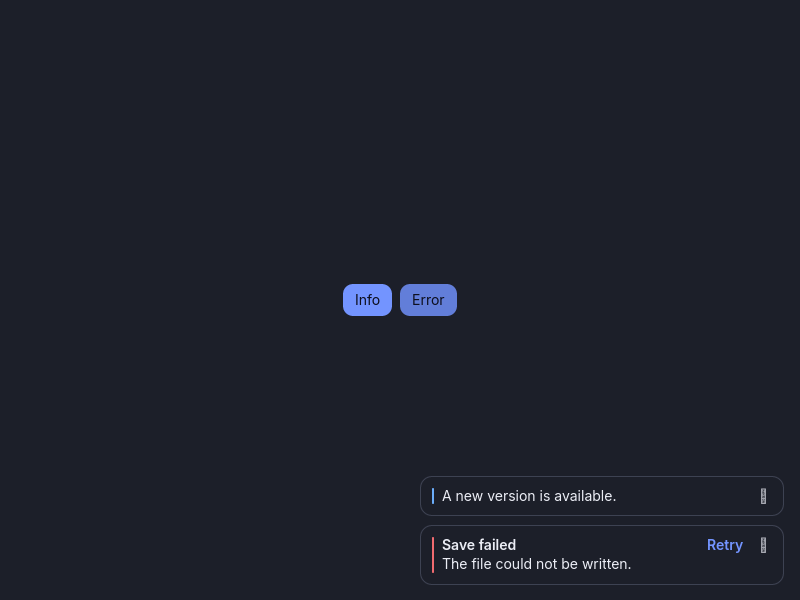 Info Error
A new version is available.
Save failed Retry
The file could not be written.